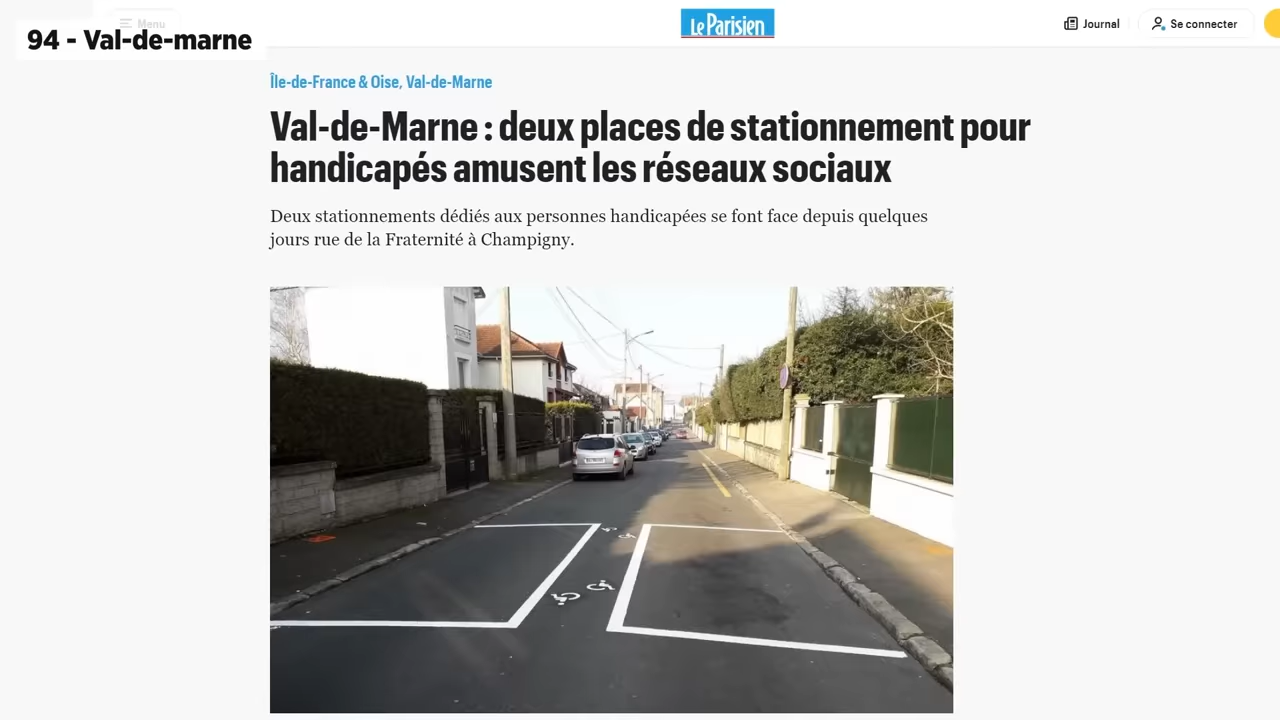 Menu
94 - Val-de-marne
Le Parisien
Journal
Se connecter
Île-de-France & Oise, Val-de-Marne
Val-de-Marne : deux places de stationnement pour
handicapés amusent les réseaux sociaux
Deux stationnements dédiés aux personnes handicapées se font face depuis quelques
jours rue de la Fraternité à Champigny.